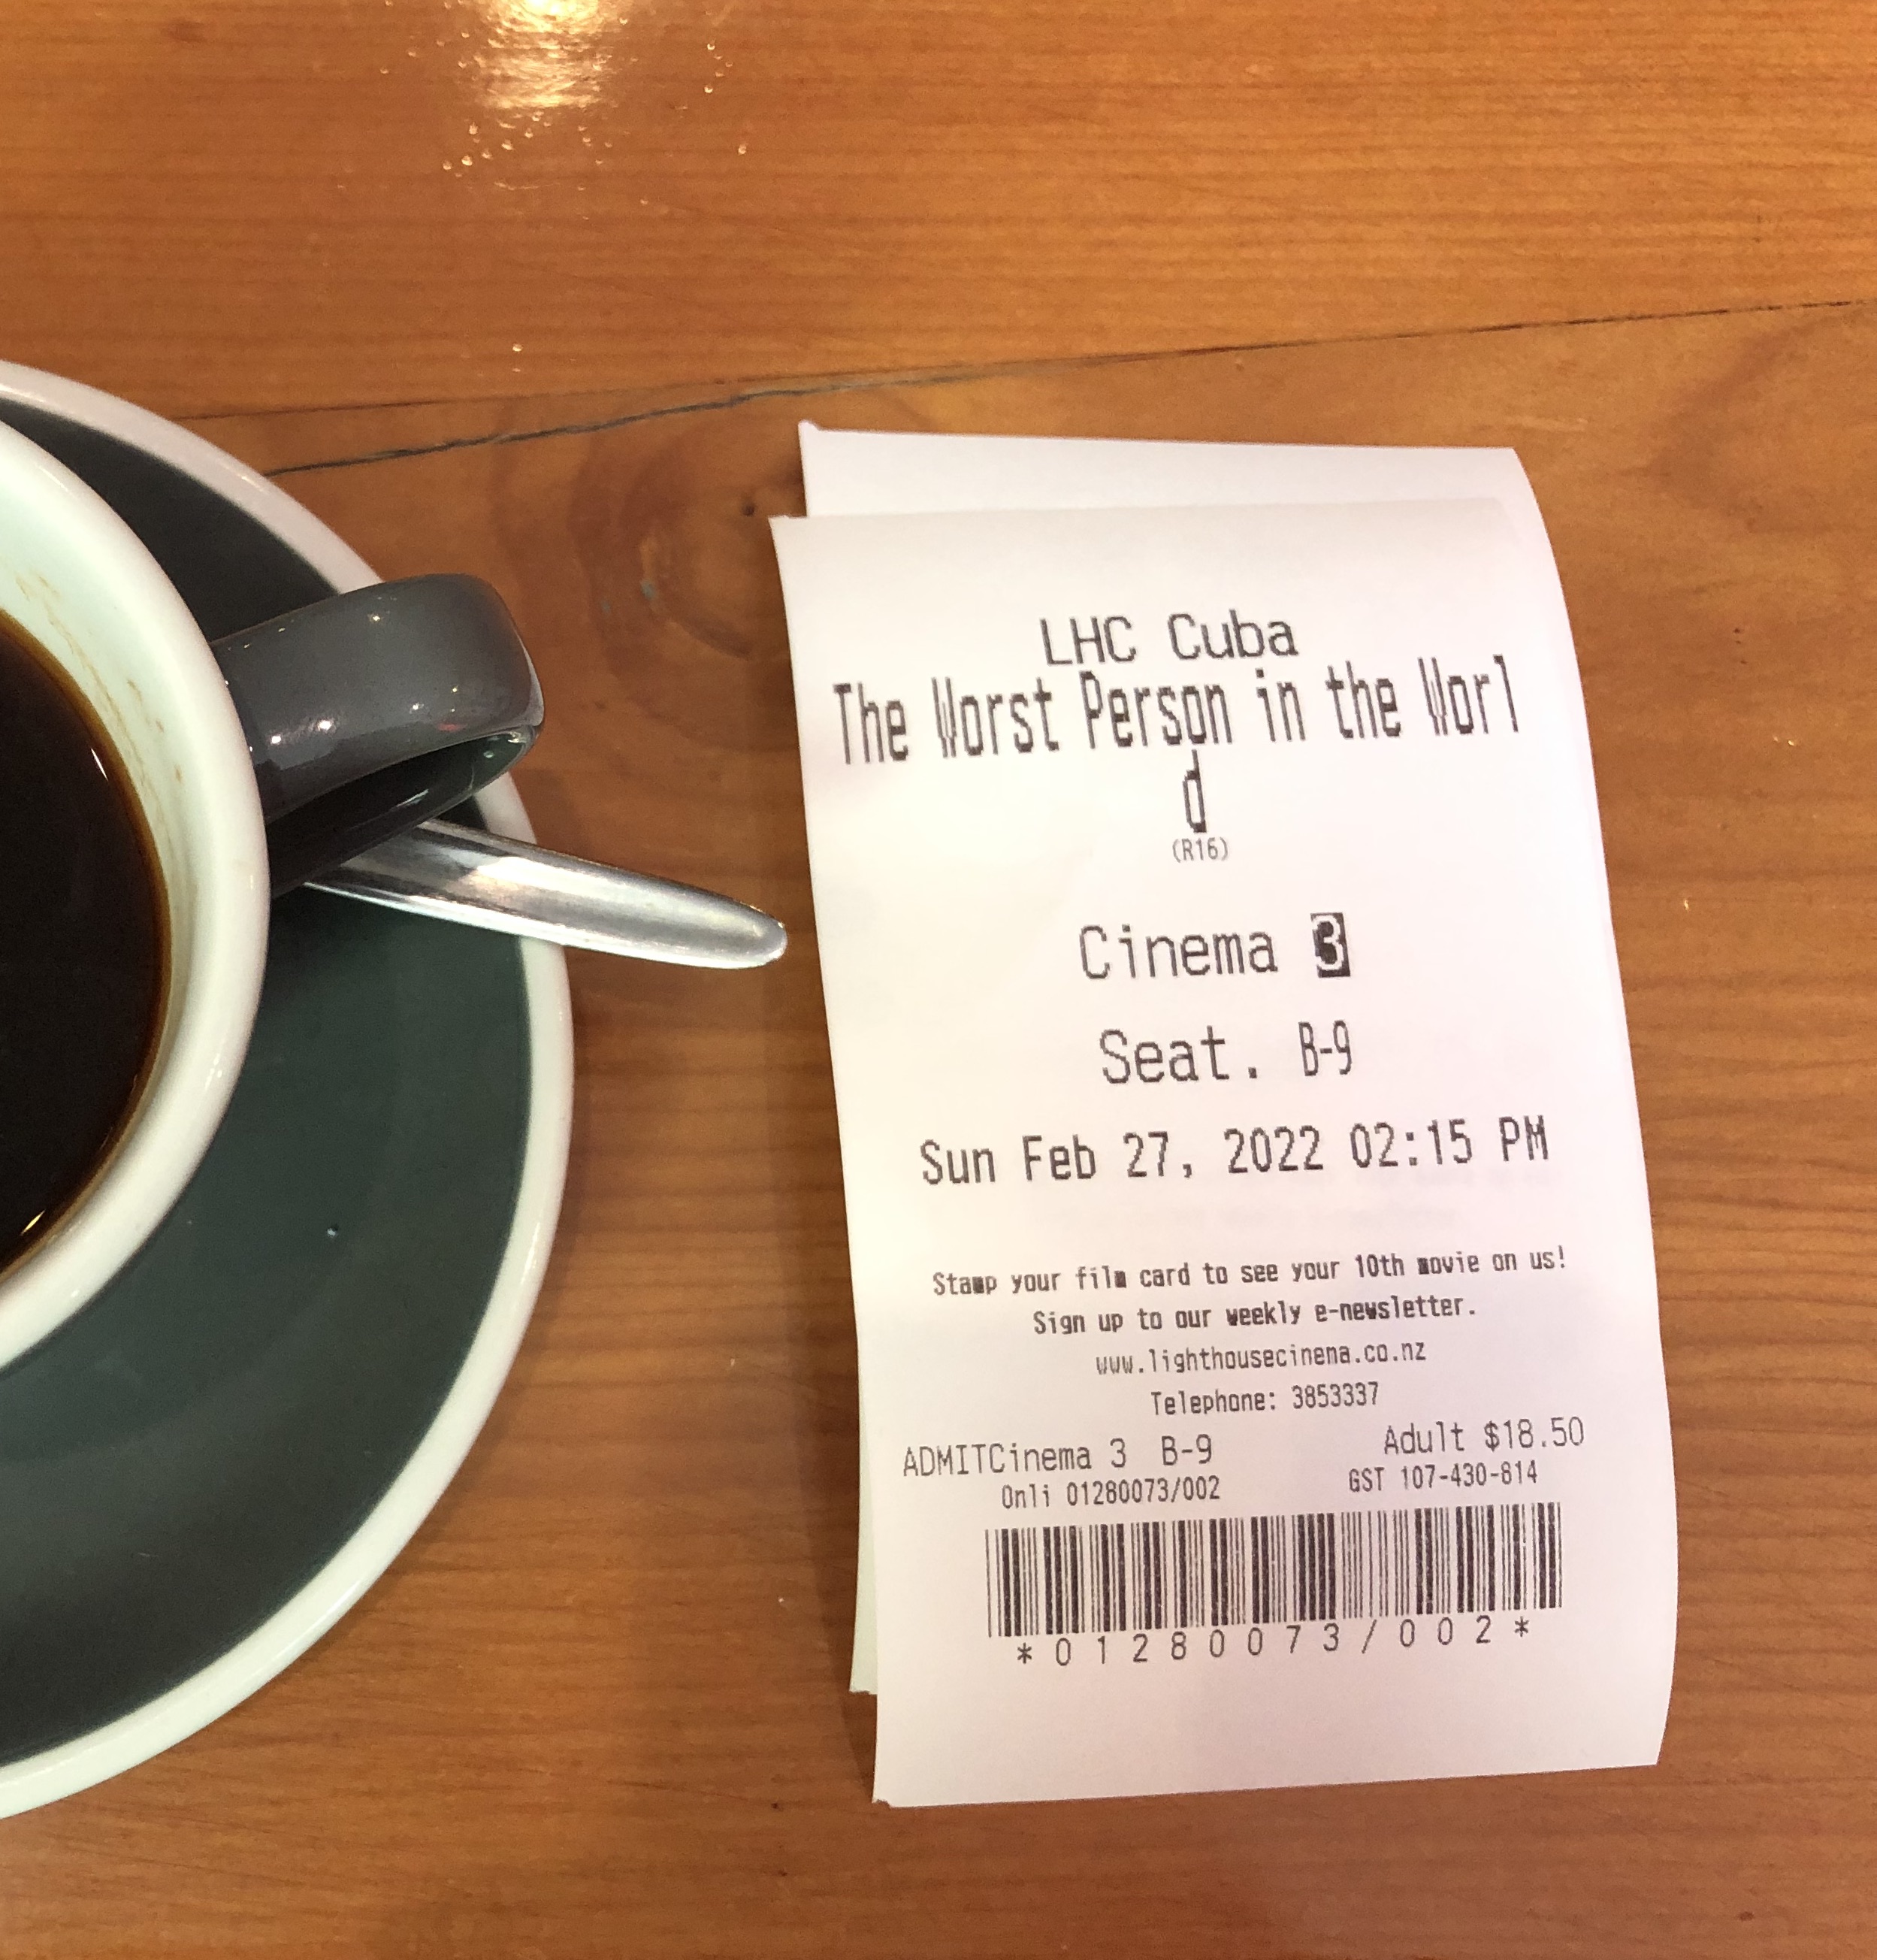 LHC Cuba
The Worst Person in the Worl
d
(R16)
Cinema 3
Seat. B-9
Sun Feb 27, 2022 02:15 PM
Stamp your film card to see your 10th movie on us!
Sign up to our weekly e-newsletter.
www.lighthousecinema.co.nz
Telephone: 3853337
ADMITCinema 3 B-9 Adult $18.50
Onli 01280073/002 GST 107-430-814
*01280073/002*